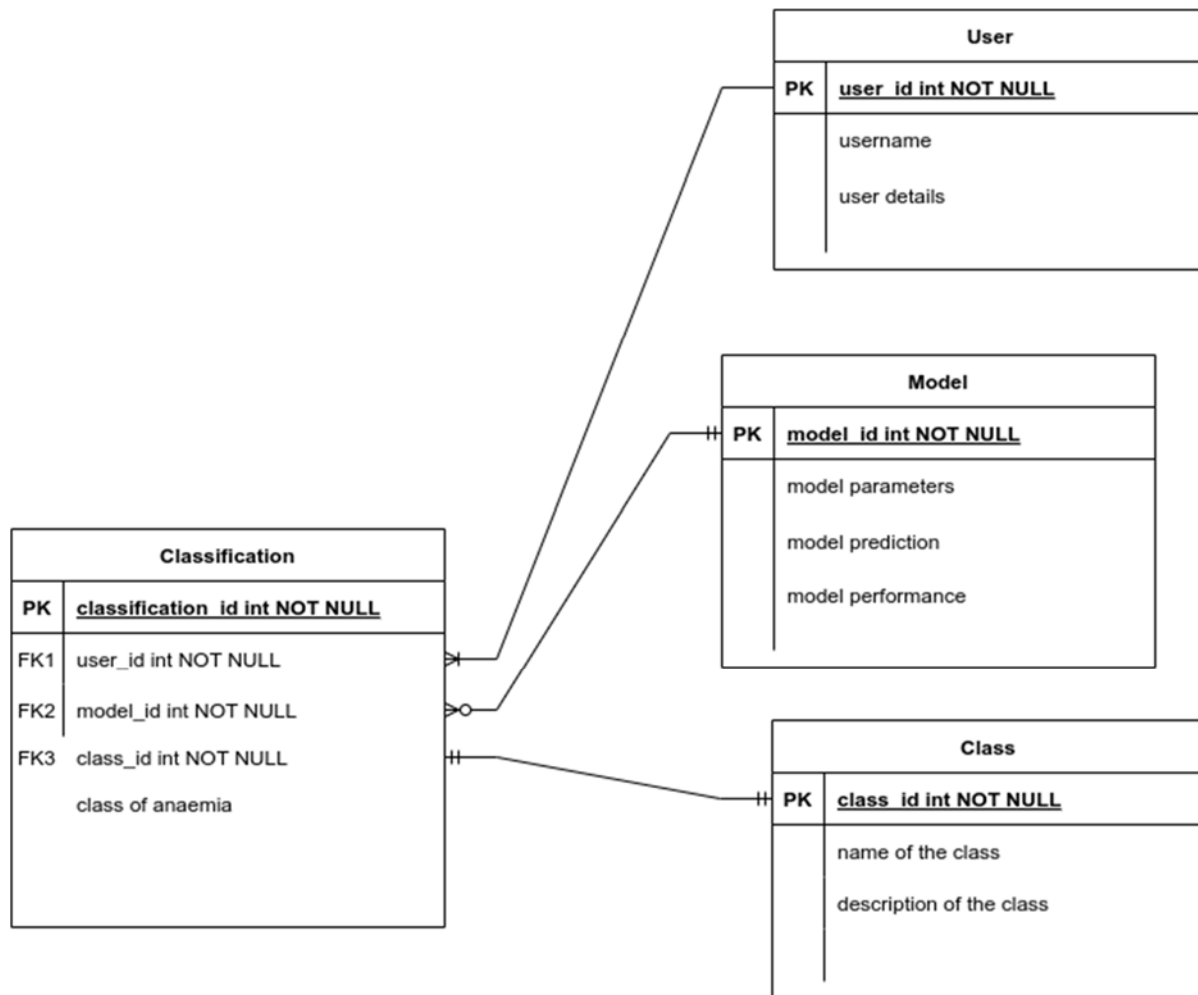 User
PK user_id int NOT NULL
username
user details
Model
PK model_id int NOT NULL
model parameters
model prediction
model performance
Classification
PK classification_id int NOT NULL
FK1 user_id int NOT NULL
FK2 model_id int NOT NULL
FK3 class_id int NOT NULL
class of anaemia
Class
PK class_id int NOT NULL
name of the class
description of the class